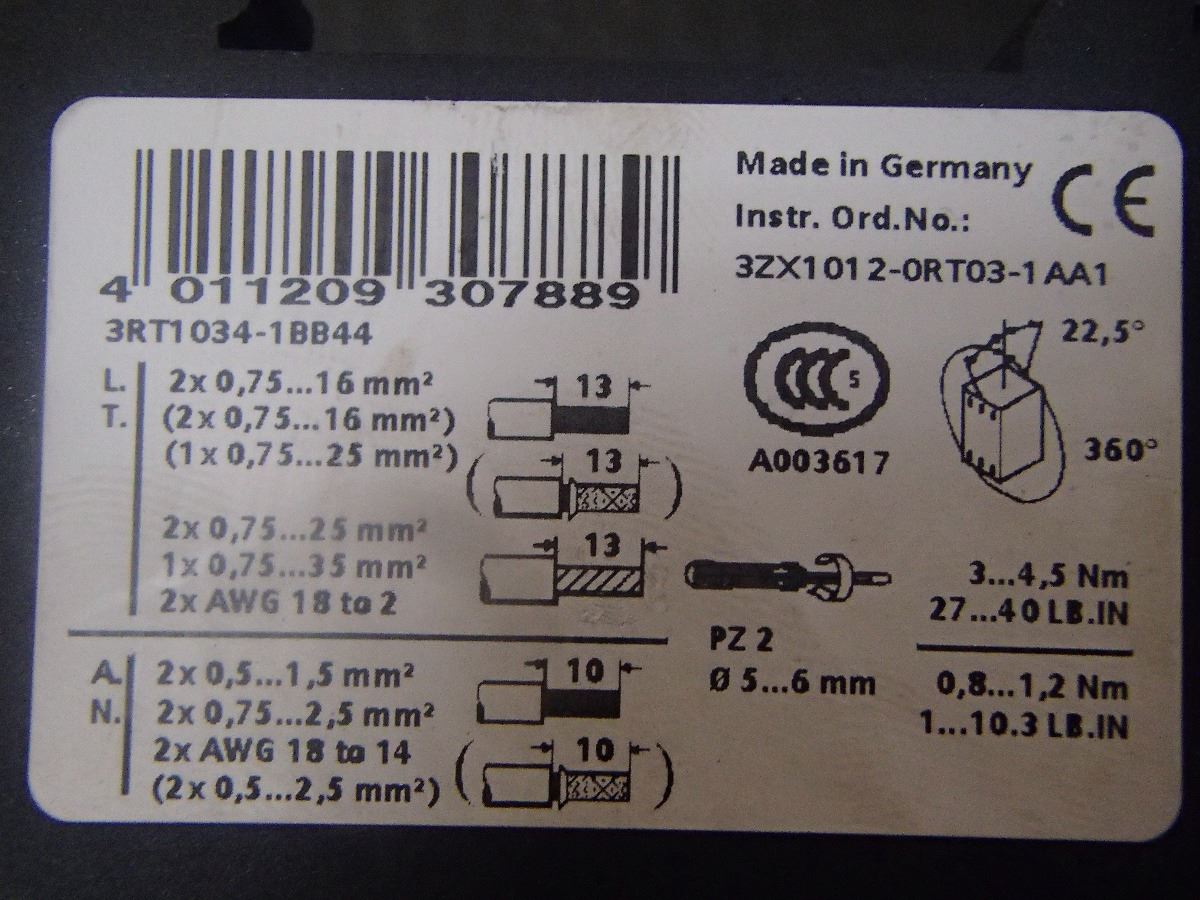 4 011209 307889
3RT1034-1BB44
Made in Germany
CE
Instr. Ord.No.:
3ZX1012-0RT03-1AA1
CCC S
A003617
22,5°
360°
L. 2x 0,75...16 mm² 13
T. (2x 0,75...16 mm²)
(1x 0,75...25 mm²) ( 13 )
2x 0,75...25 mm²
1x 0,75...35 mm² 13
2x AWG 18 to 2
A. 2x 0,5...1,5 mm² 10
N. 2x 0,75...2,5 mm²
2x AWG 18 to 14
(2x 0,5...2,5 mm²) ( 10 )
PZ 2
Ø 5...6 mm
3...4,5 Nm
27...40 LB.IN
0,8...1,2 Nm
1...10.3 LB.IN